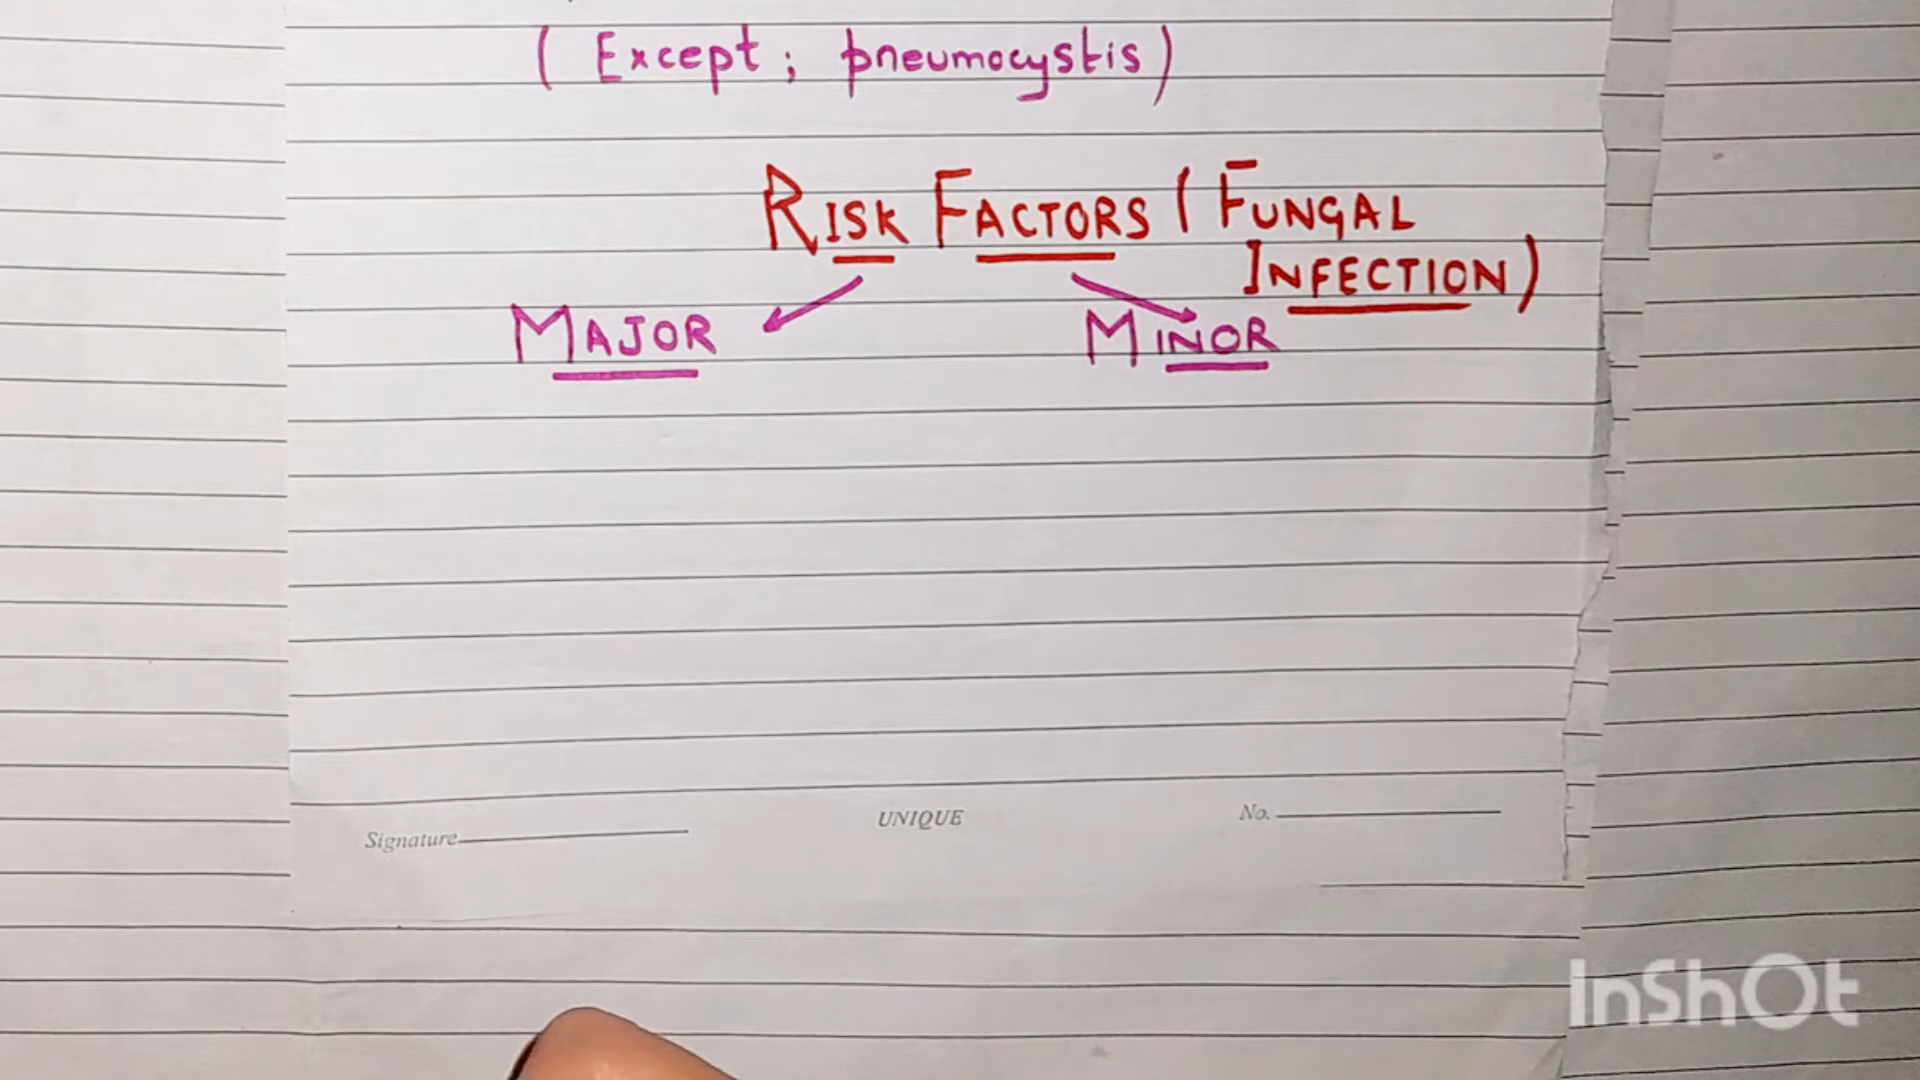 ( Except; pneumocystis)
RISK FACTORS ( FUNGAL
INFECTION)
MAJOR MINOR
Signature UNIQUE No.
InShOt